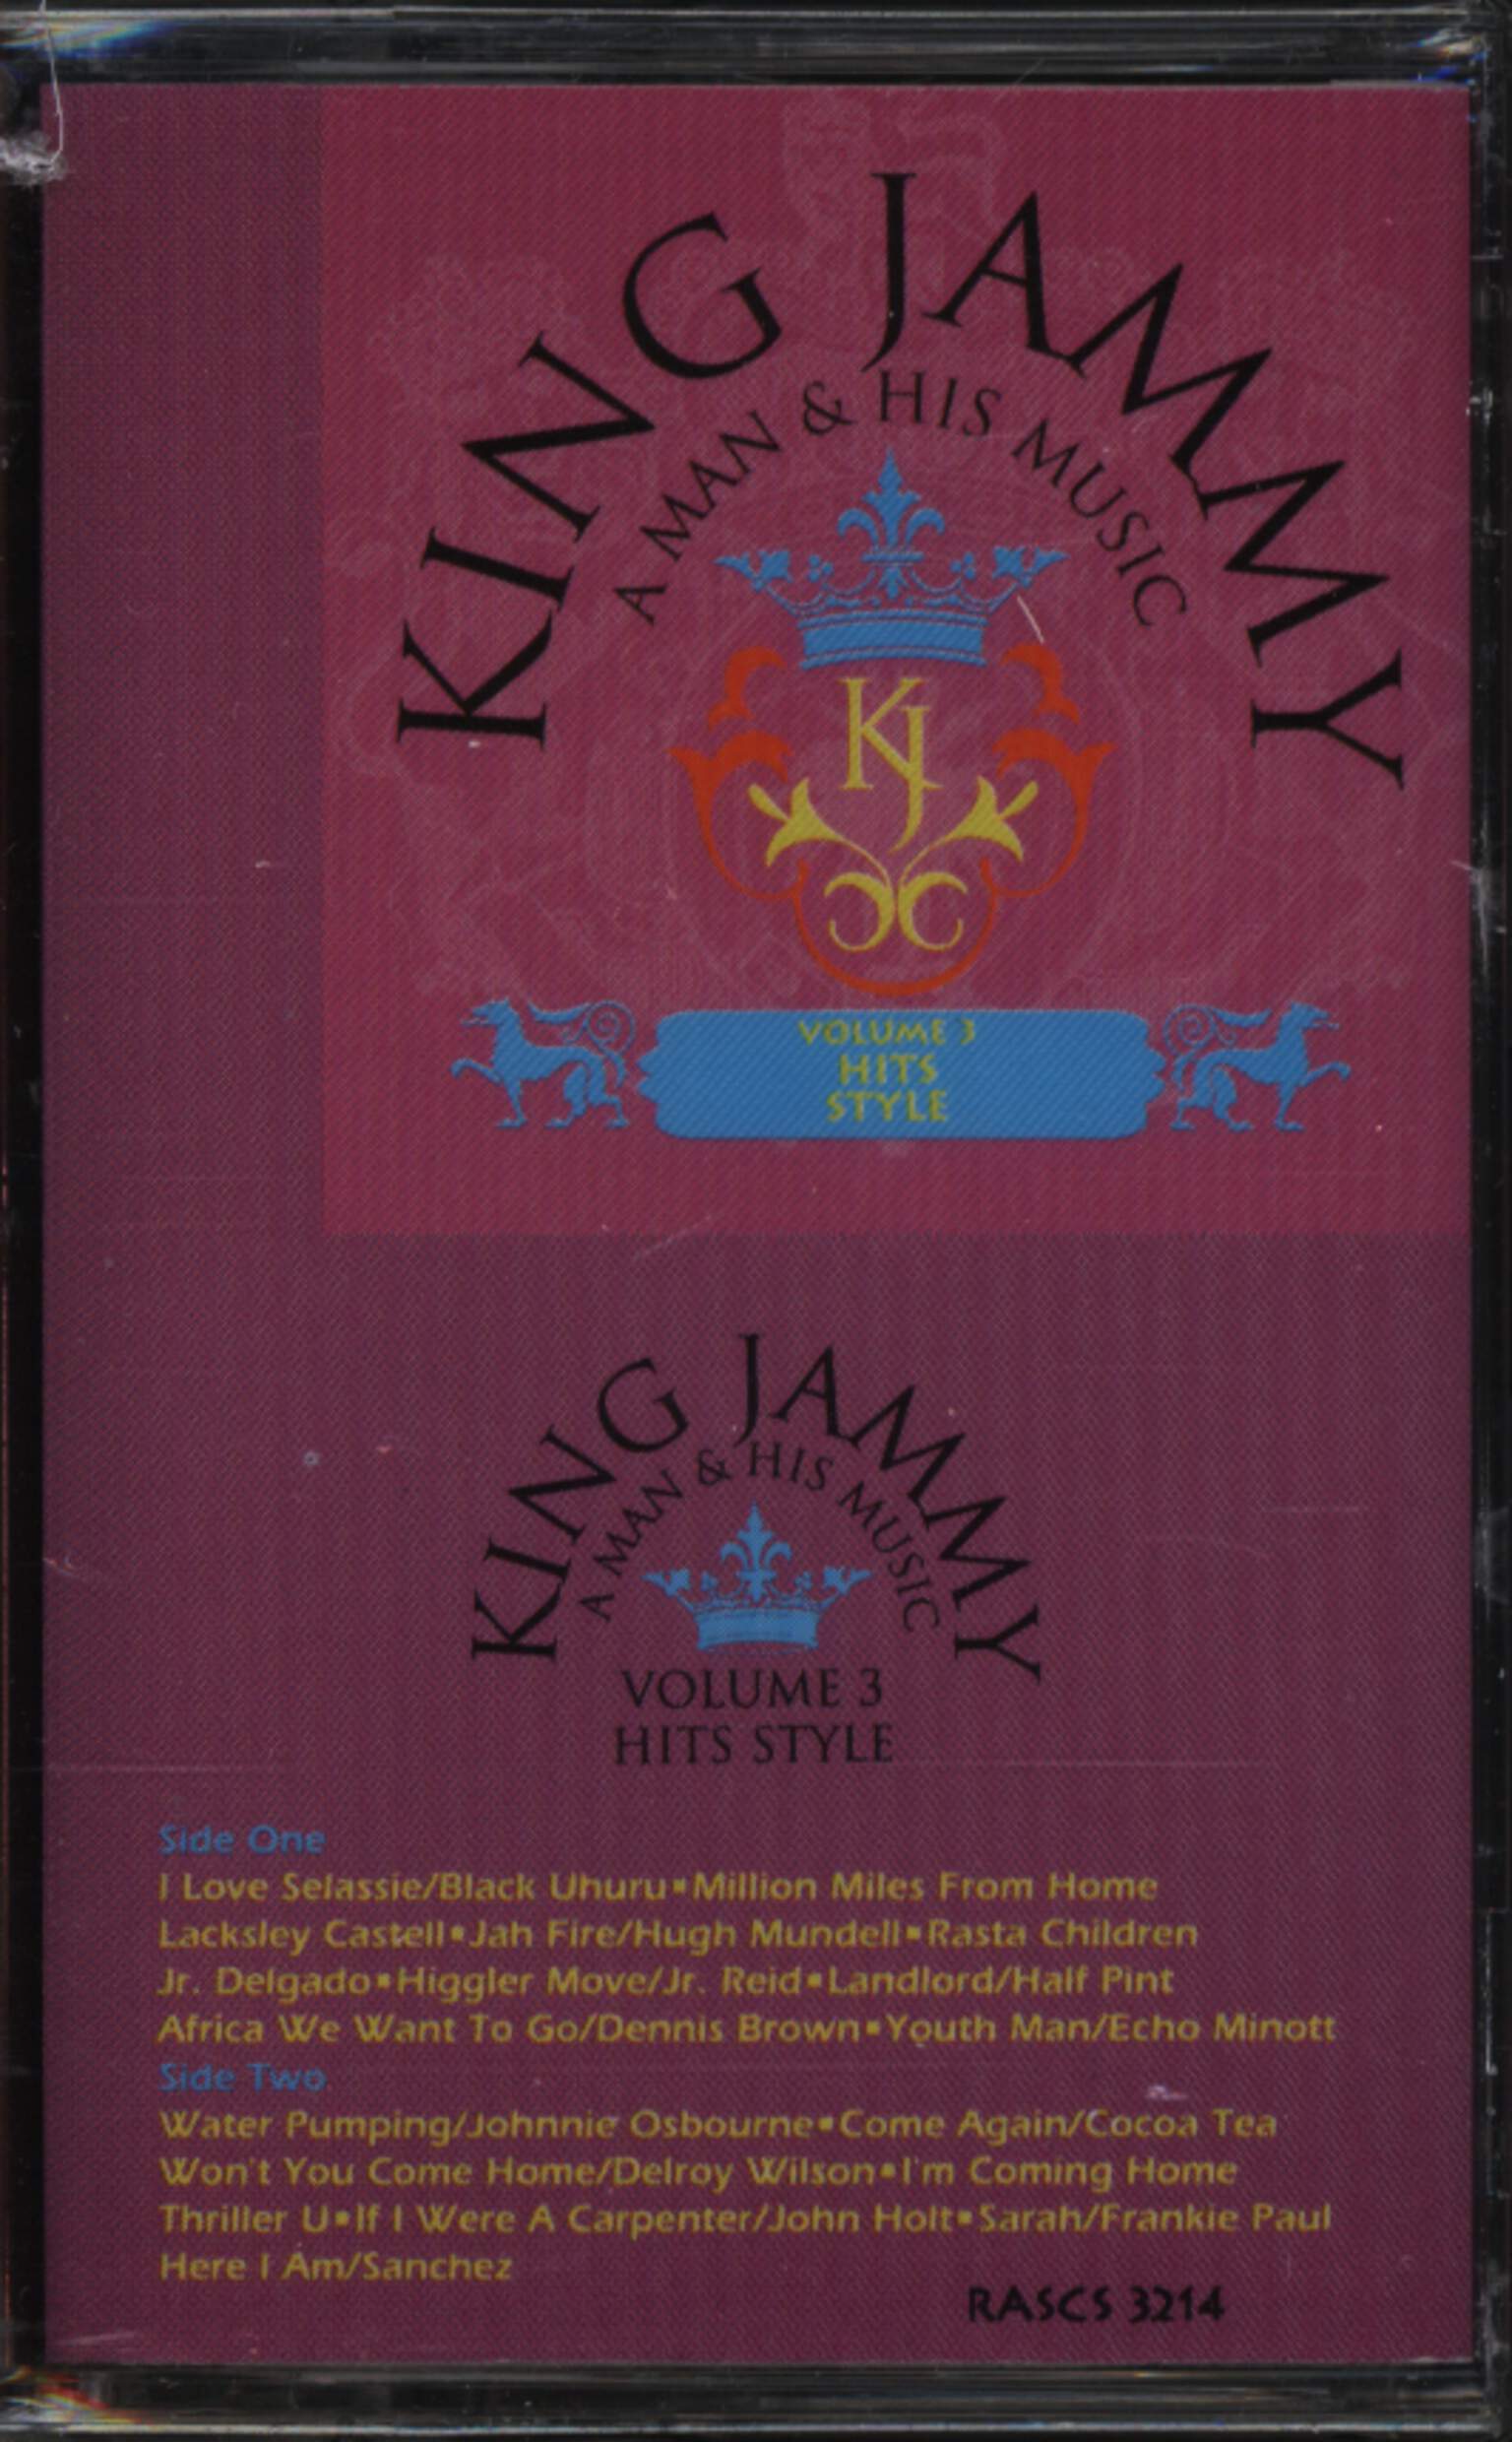 KING JAMMY
A MAN & HIS MUSIC
KJ
VOLUME 3
HITS
STYLE
KING JAMMY
A MAN & HIS MUSIC
VOLUME 3
HITS STYLE
Side One
I Love Selassie/Black Uhuru▪Million Miles From Home
Lacksley Castell▪Jah Fire/Hugh Mundell▪Rasta Children
Jr. Delgado▪Higgler Move/Jr. Reid▪Landlord/Half Pint
Africa We Want To Go/Dennis Brown▪Youth Man/Echo Minott
Side Two
Water Pumping/Johnnie Osbourne▪Come Again/Cocoa Tea
Won't You Come Home/Delroy Wilson▪I'm Coming Home
Thriller U▪If I Were A Carpenter/John Holt▪Sarah/Frankie Paul
Here I Am/Sanchez
RASCS 3214